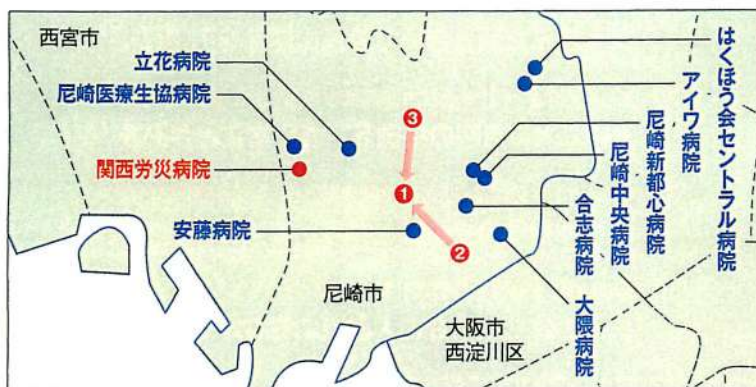 西宮市
立花病院
尼崎医療生協病院
関西労災病院
安藤病院
尼崎市
大阪市
西淀川区
3
1
2
はくほう会セントラル病院
アイワ病院
尼崎新都心病院
尼崎中央病院
合志病院
大隈病院